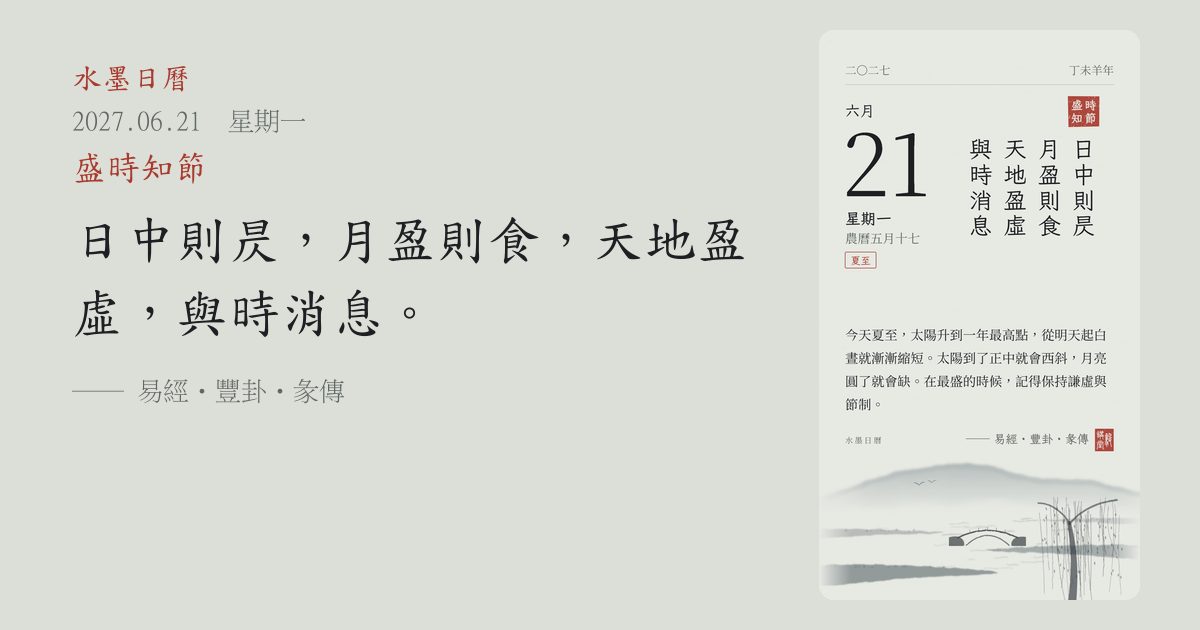 水墨日曆
2027.06.21　星期一
盛時知節
日中則昃，月盈則食，天地盈
虛，與時消息。
—— 易經・豐卦・彖傳
二〇二七
丁未羊年
六月
21
星期一
農曆五月十七
夏至
盛時知節
日中則昃
月盈則食
天地盈虛
與時消息
今天夏至，太陽升到一年最高點，從明天起白
晝就漸漸縮短。太陽到了正中就會西斜，月亮
圓了就會缺。在最盛的時候，記得保持謙虛與
節制。
水墨日曆
—— 易經・豐卦・彖傳